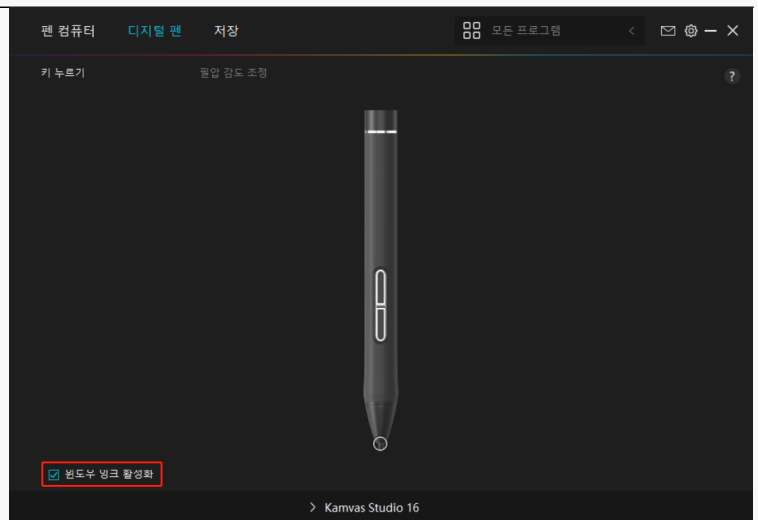 펜 컴퓨터 디지털 펜 저장 모든 프로그램
키 누르기 필압 감도 조정 ?
윈도우 잉크 활성화
Kamvas Studio 16